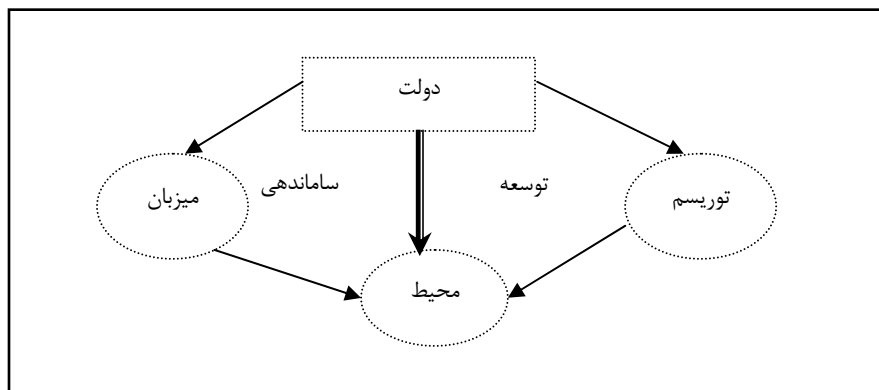 دولت
توسعه
ساماندهی
توریسم
میزبان
محیط